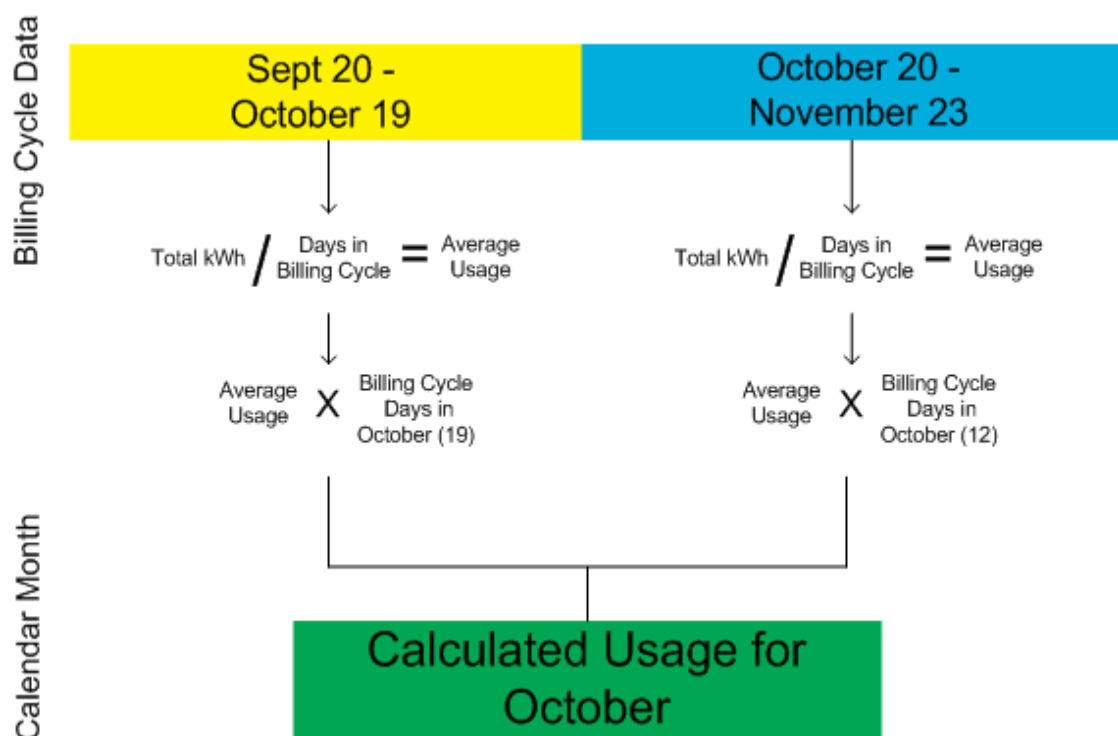 Billing Cycle Data
Sept 20 -
October 19
October 20 -
November 23
Total kWh / Days in
Billing Cycle = Average
Usage
Total kWh / Days in
Billing Cycle = Average
Usage
Average
Usage X Billing Cycle
Days in
October (19)
Average
Usage X Billing Cycle
Days in
October (12)
Calendar Month
Calculated Usage for
October